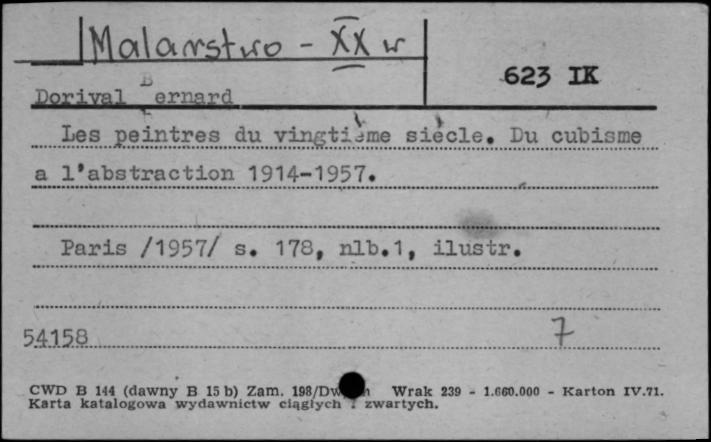 Malarstwo - XX w
623 IK
Dorival Bernard
Les peintres du vingtième siècle. Du cubisme
a l'abstraction 1914-1957.
Paris /1957/ s. 178, nlb.1, ilustr.
54158 7
CWD B 144 (dawny B 15 b) Zam. 198/Dw Wrak 239 - 1.660.000 - Karton IV.71.
Karta katalogowa wydawnictw ciągłych i zwartych.